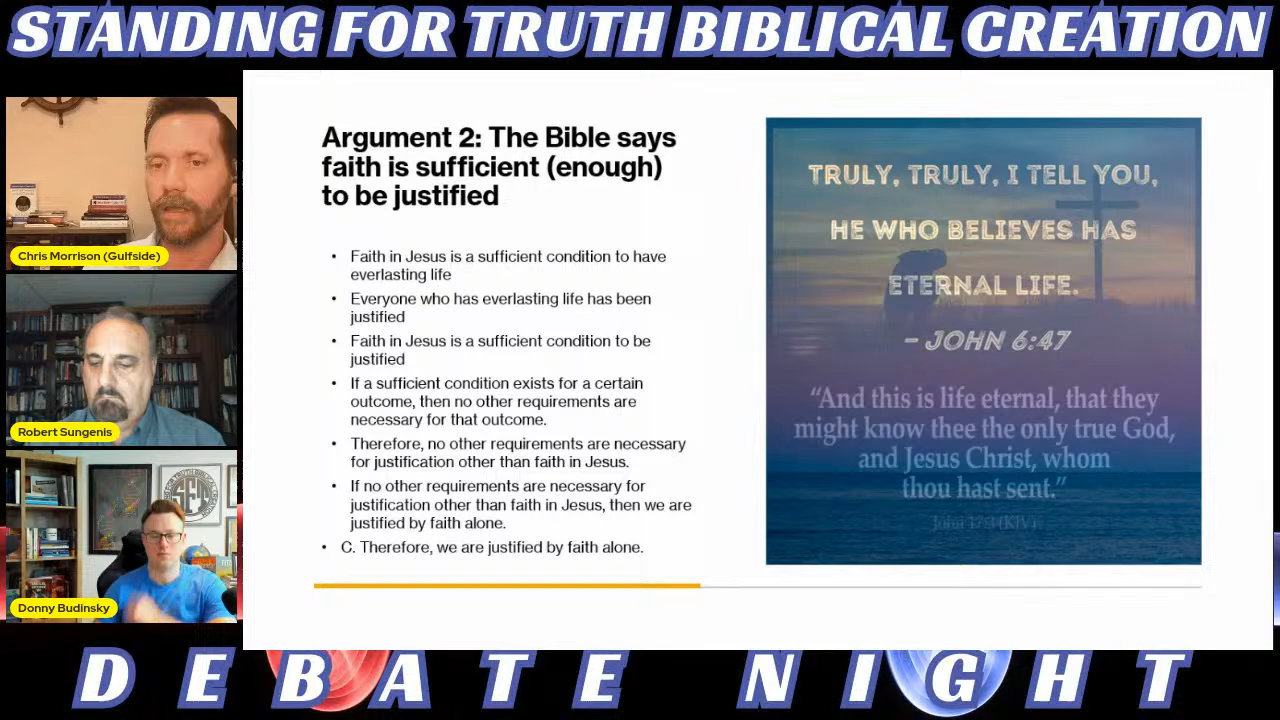 STANDING FOR TRUTH BIBLICAL CREATION
Chris Morrison (Gulfside)
Robert Sungenis
SFT
Donny Budinsky
Argument 2: The Bible says
faith is sufficient (enough)
to be justified
• Faith in Jesus is a sufficient condition to have
everlasting life
• Everyone who has everlasting life has been
justified
• Faith in Jesus is a sufficient condition to be
justified
• If a sufficient condition exists for a certain
outcome, then no other requirements are
necessary for that outcome.
• Therefore, no other requirements are necessary
for justification other than faith in Jesus.
• If no other requirements are necessary for
justification other than faith in Jesus, then we are
justified by faith alone.
• C. Therefore, we are justified by faith alone.
TRULY, TRULY, I TELL YOU,
HE WHO BELIEVES HAS
ETERNAL LIFE.
– JOHN 6:47
“And this is life eternal, that they
might know thee the only true God,
and Jesus Christ, whom
thou hast sent.”
John 17:3 (KJV)
DEBATE NIGHT